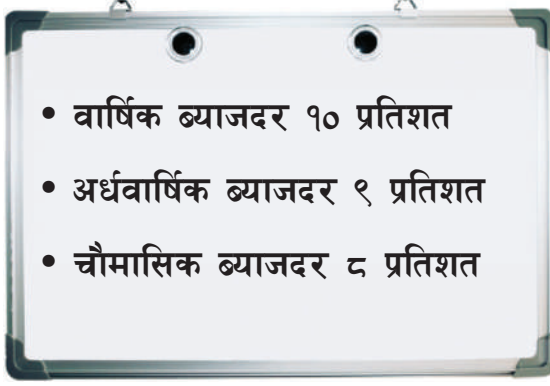 • वार्षिक ब्याजदर १० प्रतिशत
• अर्धवार्षिक ब्याजदर ९ प्रतिशत
• चौमासिक ब्याजदर ८ प्रतिशत